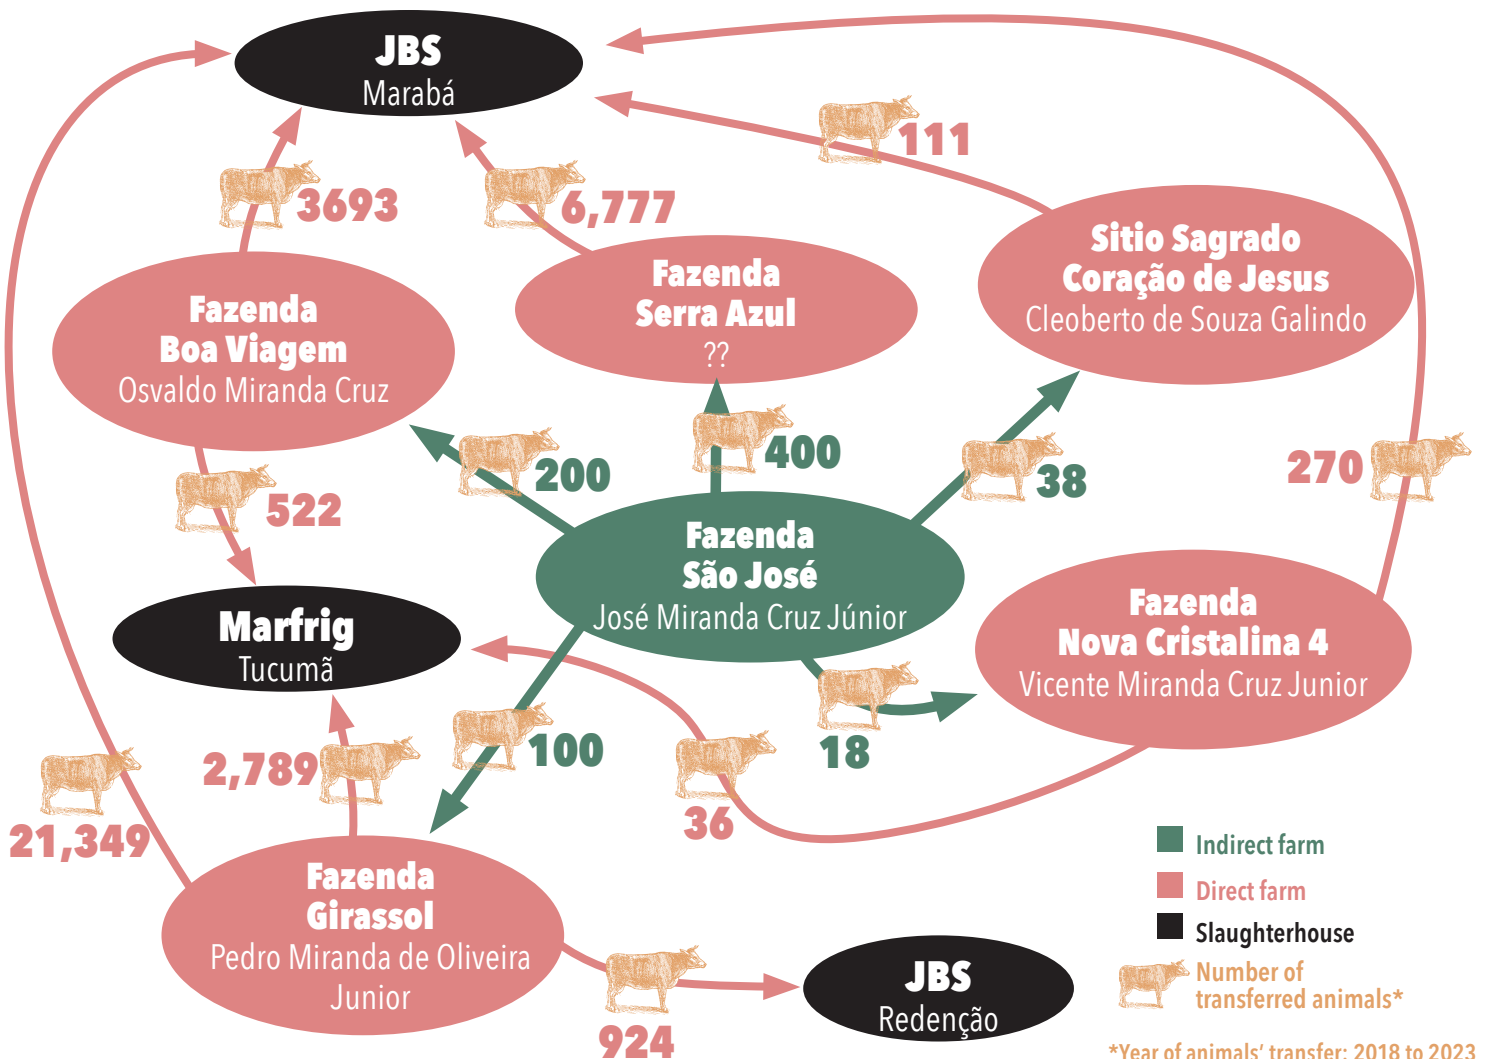 JBS
Marabá
111
3693
6,777
Sitio Sagrado
Coração de Jesus
Cleoberto de Souza Galindo
Fazenda
Serra Azul
??
Fazenda
Boa Viagem
Osvaldo Miranda Cruz
200
400
38
270
522
Fazenda
São José
José Miranda Cruz Júnior
Fazenda
Nova Cristalina 4
Vicente Miranda Cruz Junior
Marfrig
Tucumã
100
18
2,789
36
21,349
Fazenda
Girassol
Pedro Miranda de Oliveira
Junior
924
JBS
Redenção
Indirect farm
Direct farm
Slaughterhouse
Number of
transferred animals*
*Year of animals' transfer: 2018 to 2023